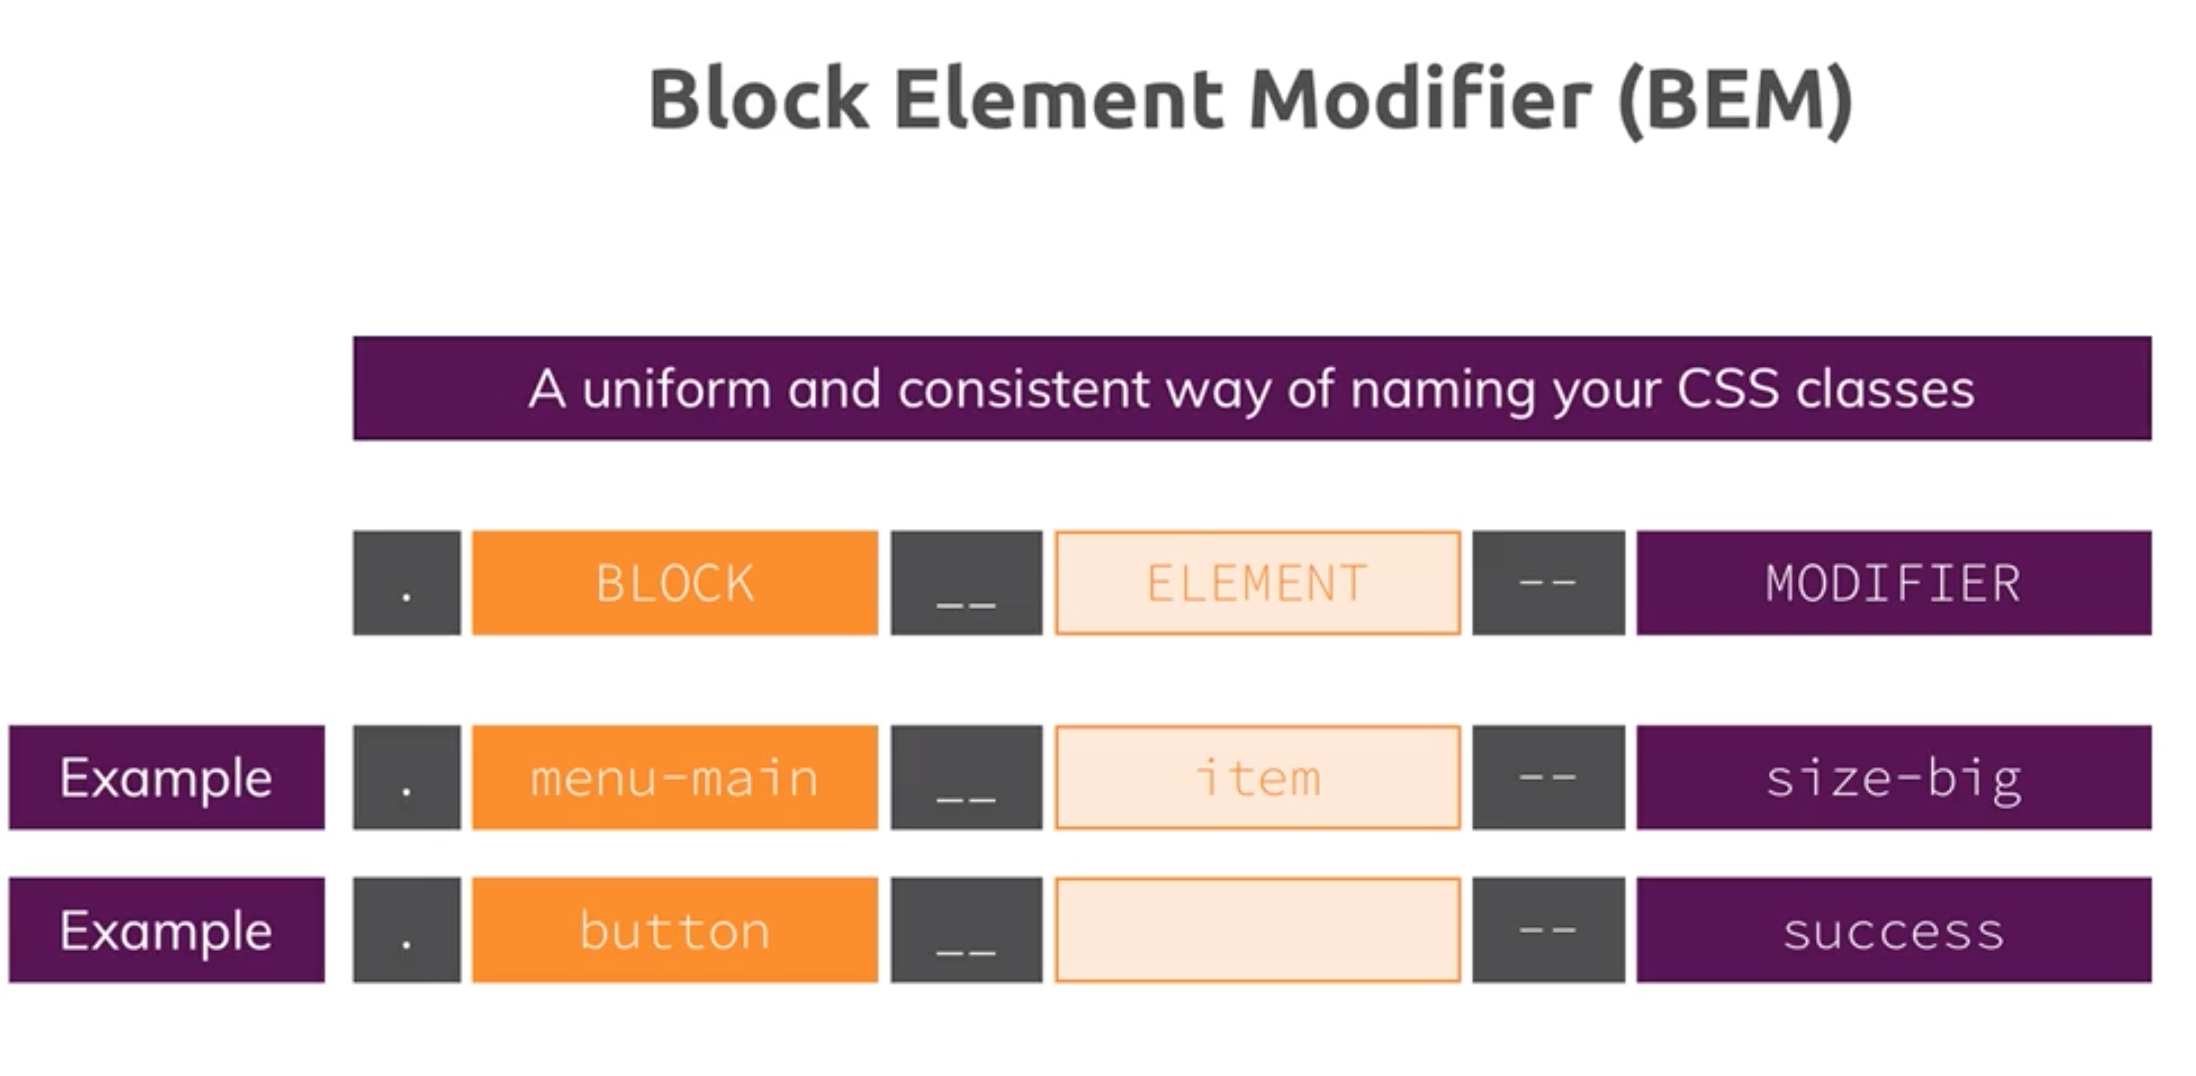 Block Element Modifier (BEM)
A uniform and consistent way of naming your CSS classes
. BLOCK __ ELEMENT -- MODIFIER
Example . menu-main __ item -- size-big
Example . button __ -- success